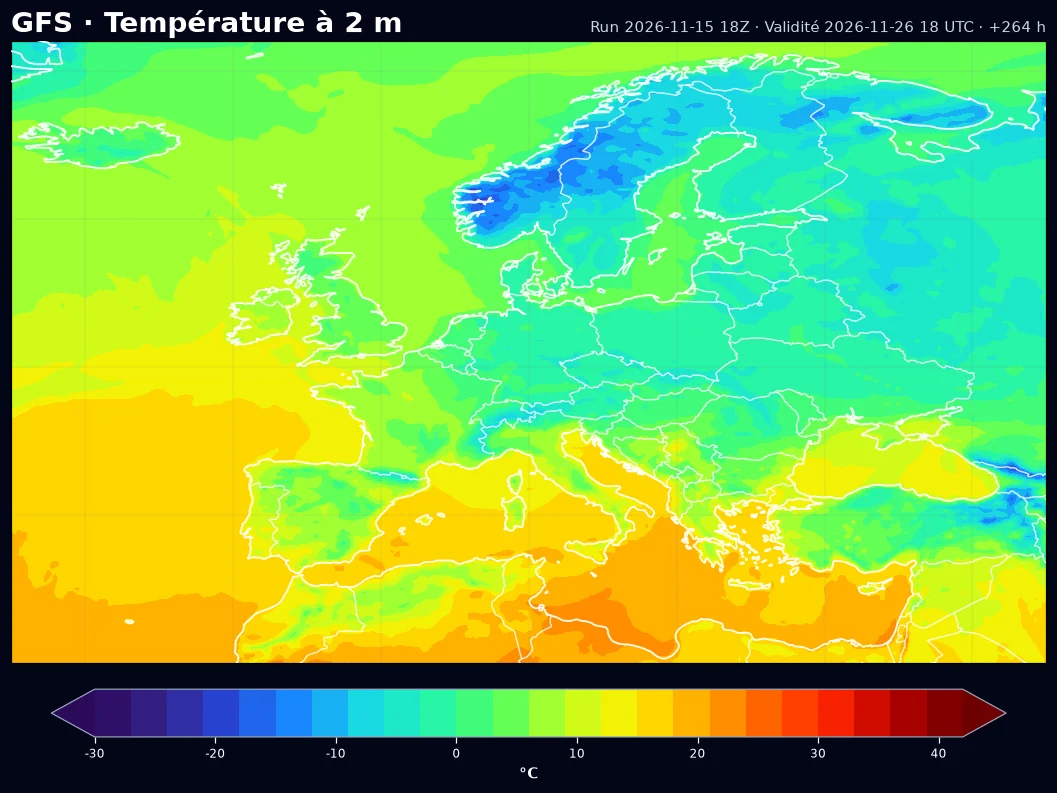 GFS · Température à 2 m
Run 2026-11-15 18Z · Validité 2026-11-26 18 UTC · +264 h
-30 -20 -10 0 10 20 30 40
°C